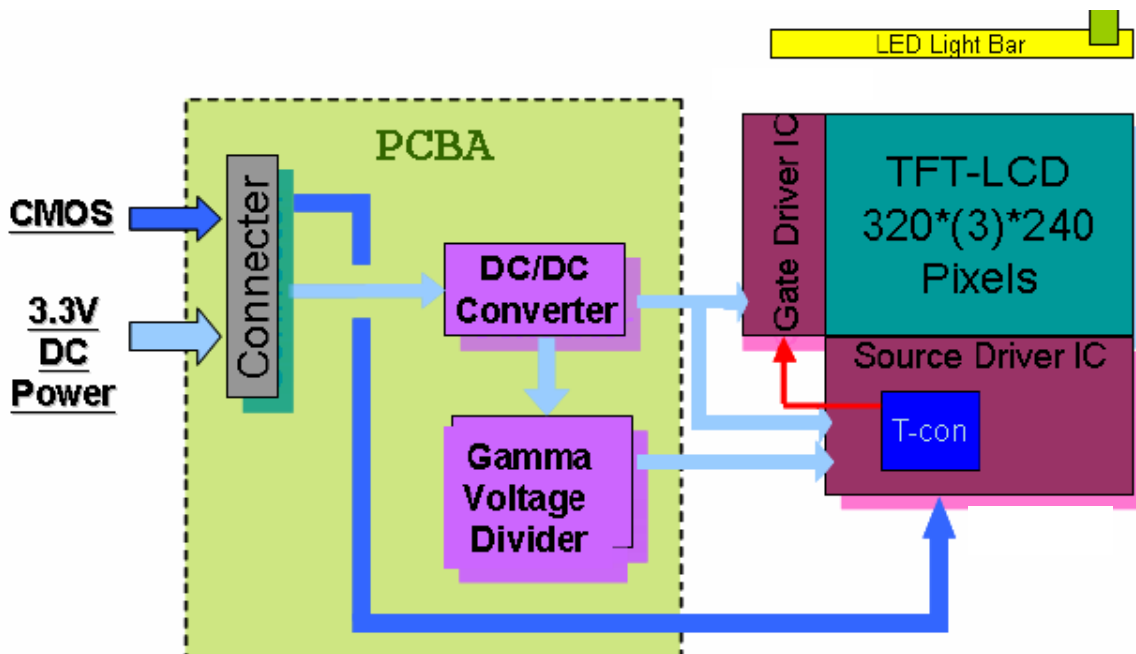 LED Light Bar
PCBA
CMOS
3.3V
DC
Power
Connecter
DC/DC
Converter
Gamma
Voltage
Divider
Gate Driver IC
TFT-LCD
320*(3)*240
Pixels
Source Driver IC
T-con